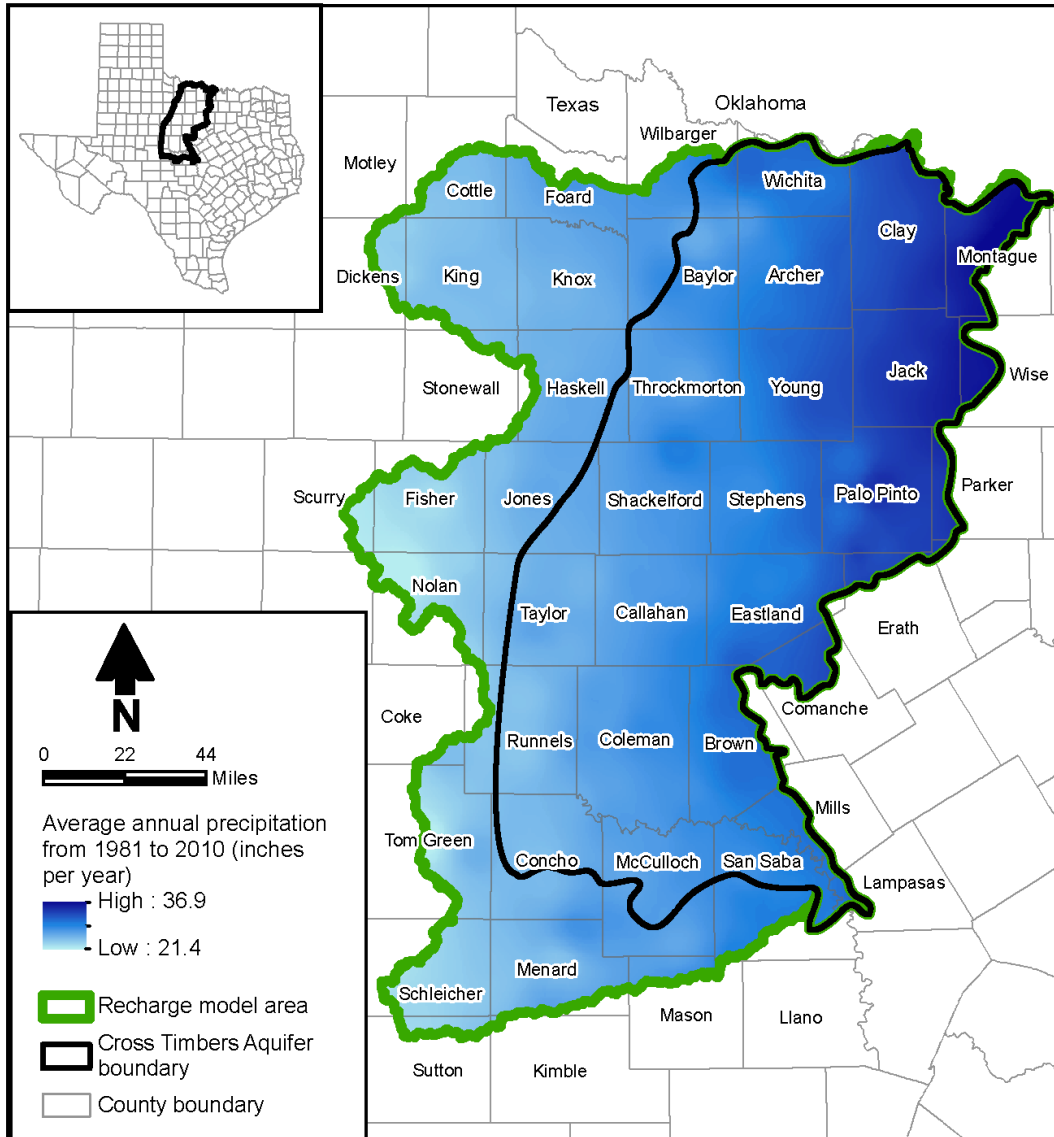 Texas
Oklahoma
Wilbarger
Motley
Cottle
Foard
Wichita
Clay
Montague
Dickens
King
Knox
Baylor
Archer
Stonewall
Haskell
Throckmorton
Young
Jack
Wise
Scurry
Fisher
Jones
Shackelford
Stephens
Palo Pinto
Parker
Nolan
Taylor
Callahan
Eastland
Erath
Coke
Runnels
Coleman
Brown
Comanche
Mills
Tom Green
Concho
McCulloch
San Saba
Lampasas
Schleicher
Menard
Mason
Llano
Sutton
Kimble
N
0 22 44
Miles
Average annual precipitation
from 1981 to 2010 (inches
per year)
High : 36.9
Low : 21.4
Recharge model area
Cross Timbers Aquifer
boundary
County boundary